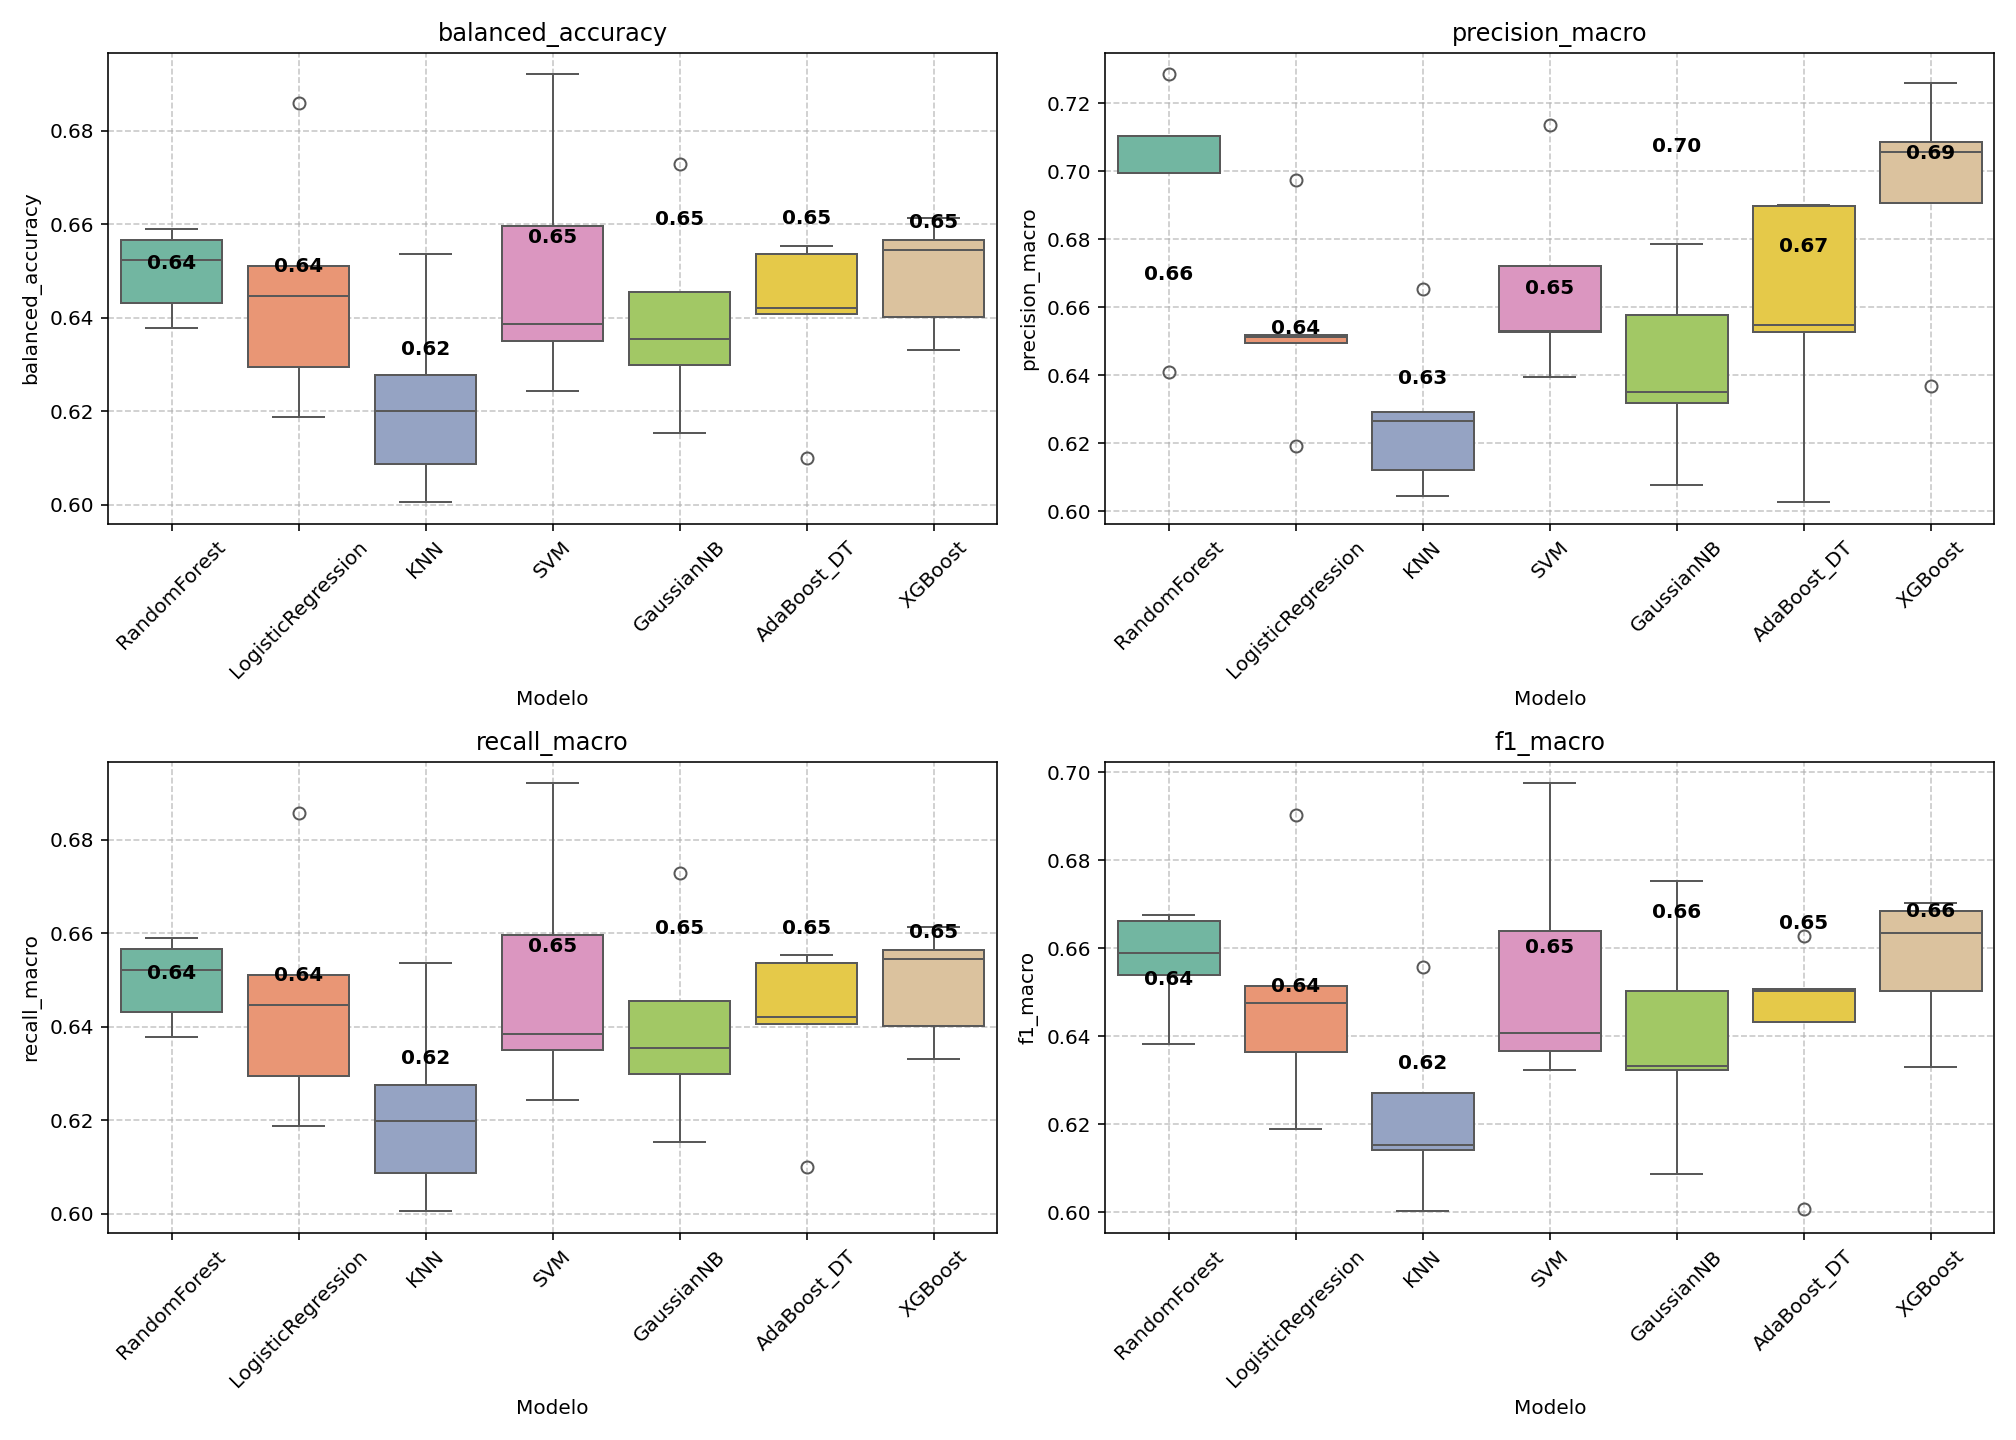 balanced_accuracy
balanced_accuracy
0.68
0.66
0.64
0.62
0.60
0.64
0.64
0.62
0.65
0.65
0.65
0.65
RandomForest
LogisticRegression
KNN
SVM
GaussianNB
AdaBoost_DT
XGBoost
Modelo
precision_macro
precision_macro
0.72
0.70
0.68
0.66
0.64
0.62
0.60
0.66
0.64
0.63
0.65
0.70
0.67
0.69
RandomForest
LogisticRegression
KNN
SVM
GaussianNB
AdaBoost_DT
XGBoost
Modelo
recall_macro
recall_macro
0.68
0.66
0.64
0.62
0.60
0.64
0.64
0.62
0.65
0.65
0.65
0.65
RandomForest
LogisticRegression
KNN
SVM
GaussianNB
AdaBoost_DT
XGBoost
Modelo
f1_macro
f1_macro
0.70
0.68
0.66
0.64
0.62
0.60
0.64
0.64
0.62
0.65
0.66
0.65
0.66
RandomForest
LogisticRegression
KNN
SVM
GaussianNB
AdaBoost_DT
XGBoost
Modelo